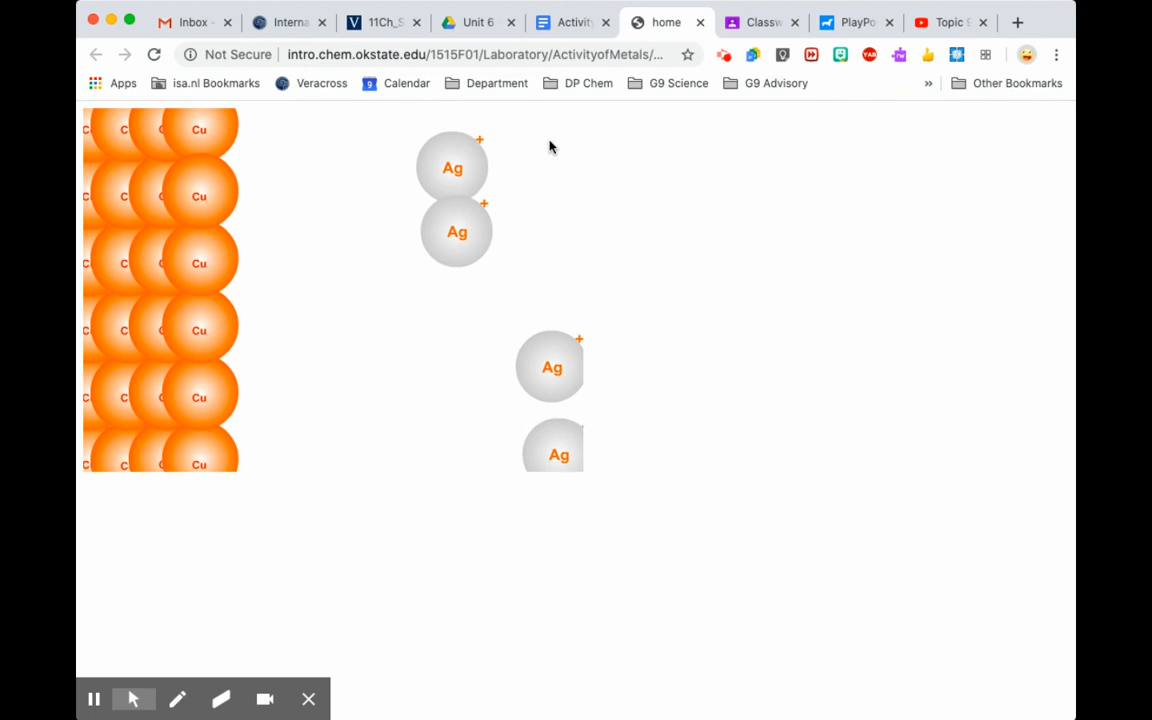 Inbox -
Interna
11Ch_S
Unit 6
Activity
home
Classw
PlayPo
Topic 9
Not Secure
intro.chem.okstate.edu/1515F01/Laboratory/ActivityofMetals/...
Apps
isa.nl Bookmarks
Veracross
9
Calendar
Department
DP Chem
G9 Science
G9 Advisory
»
Other Bookmarks
C C C Cu
C C C Cu
C C C Cu
C C C Cu
C C C Cu
C C C Cu
Ag +
Ag +
Ag +
Ag